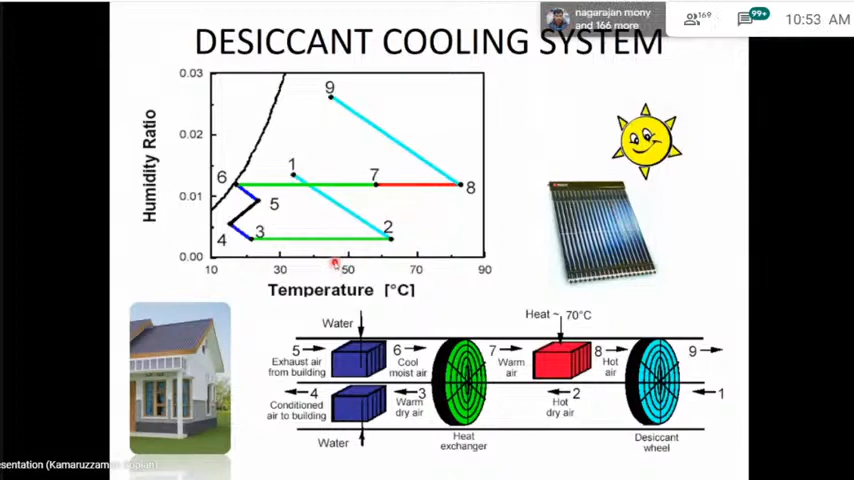 nagarajan mony
and 166 more
169
99+
10:53 AM
DESICCANT COOLING SYSTEM
Humidity Ratio
0.03
0.02
0.01
0.00
9
1
7
6
8
5
2
3
4
10
30
50
70
90
Temperature [°C]
Water
Heat ~ 70°C
5
6
7
8
9
Exhaust air
from building
Cool
moist air
Warm
air
Hot
air
4
3
2
1
Conditioned
air to building
Warm
dry air
Hot
dry air
Water
Heat
exchanger
Desiccant
wheel
esentation (Kamaruzzaman Sopian)